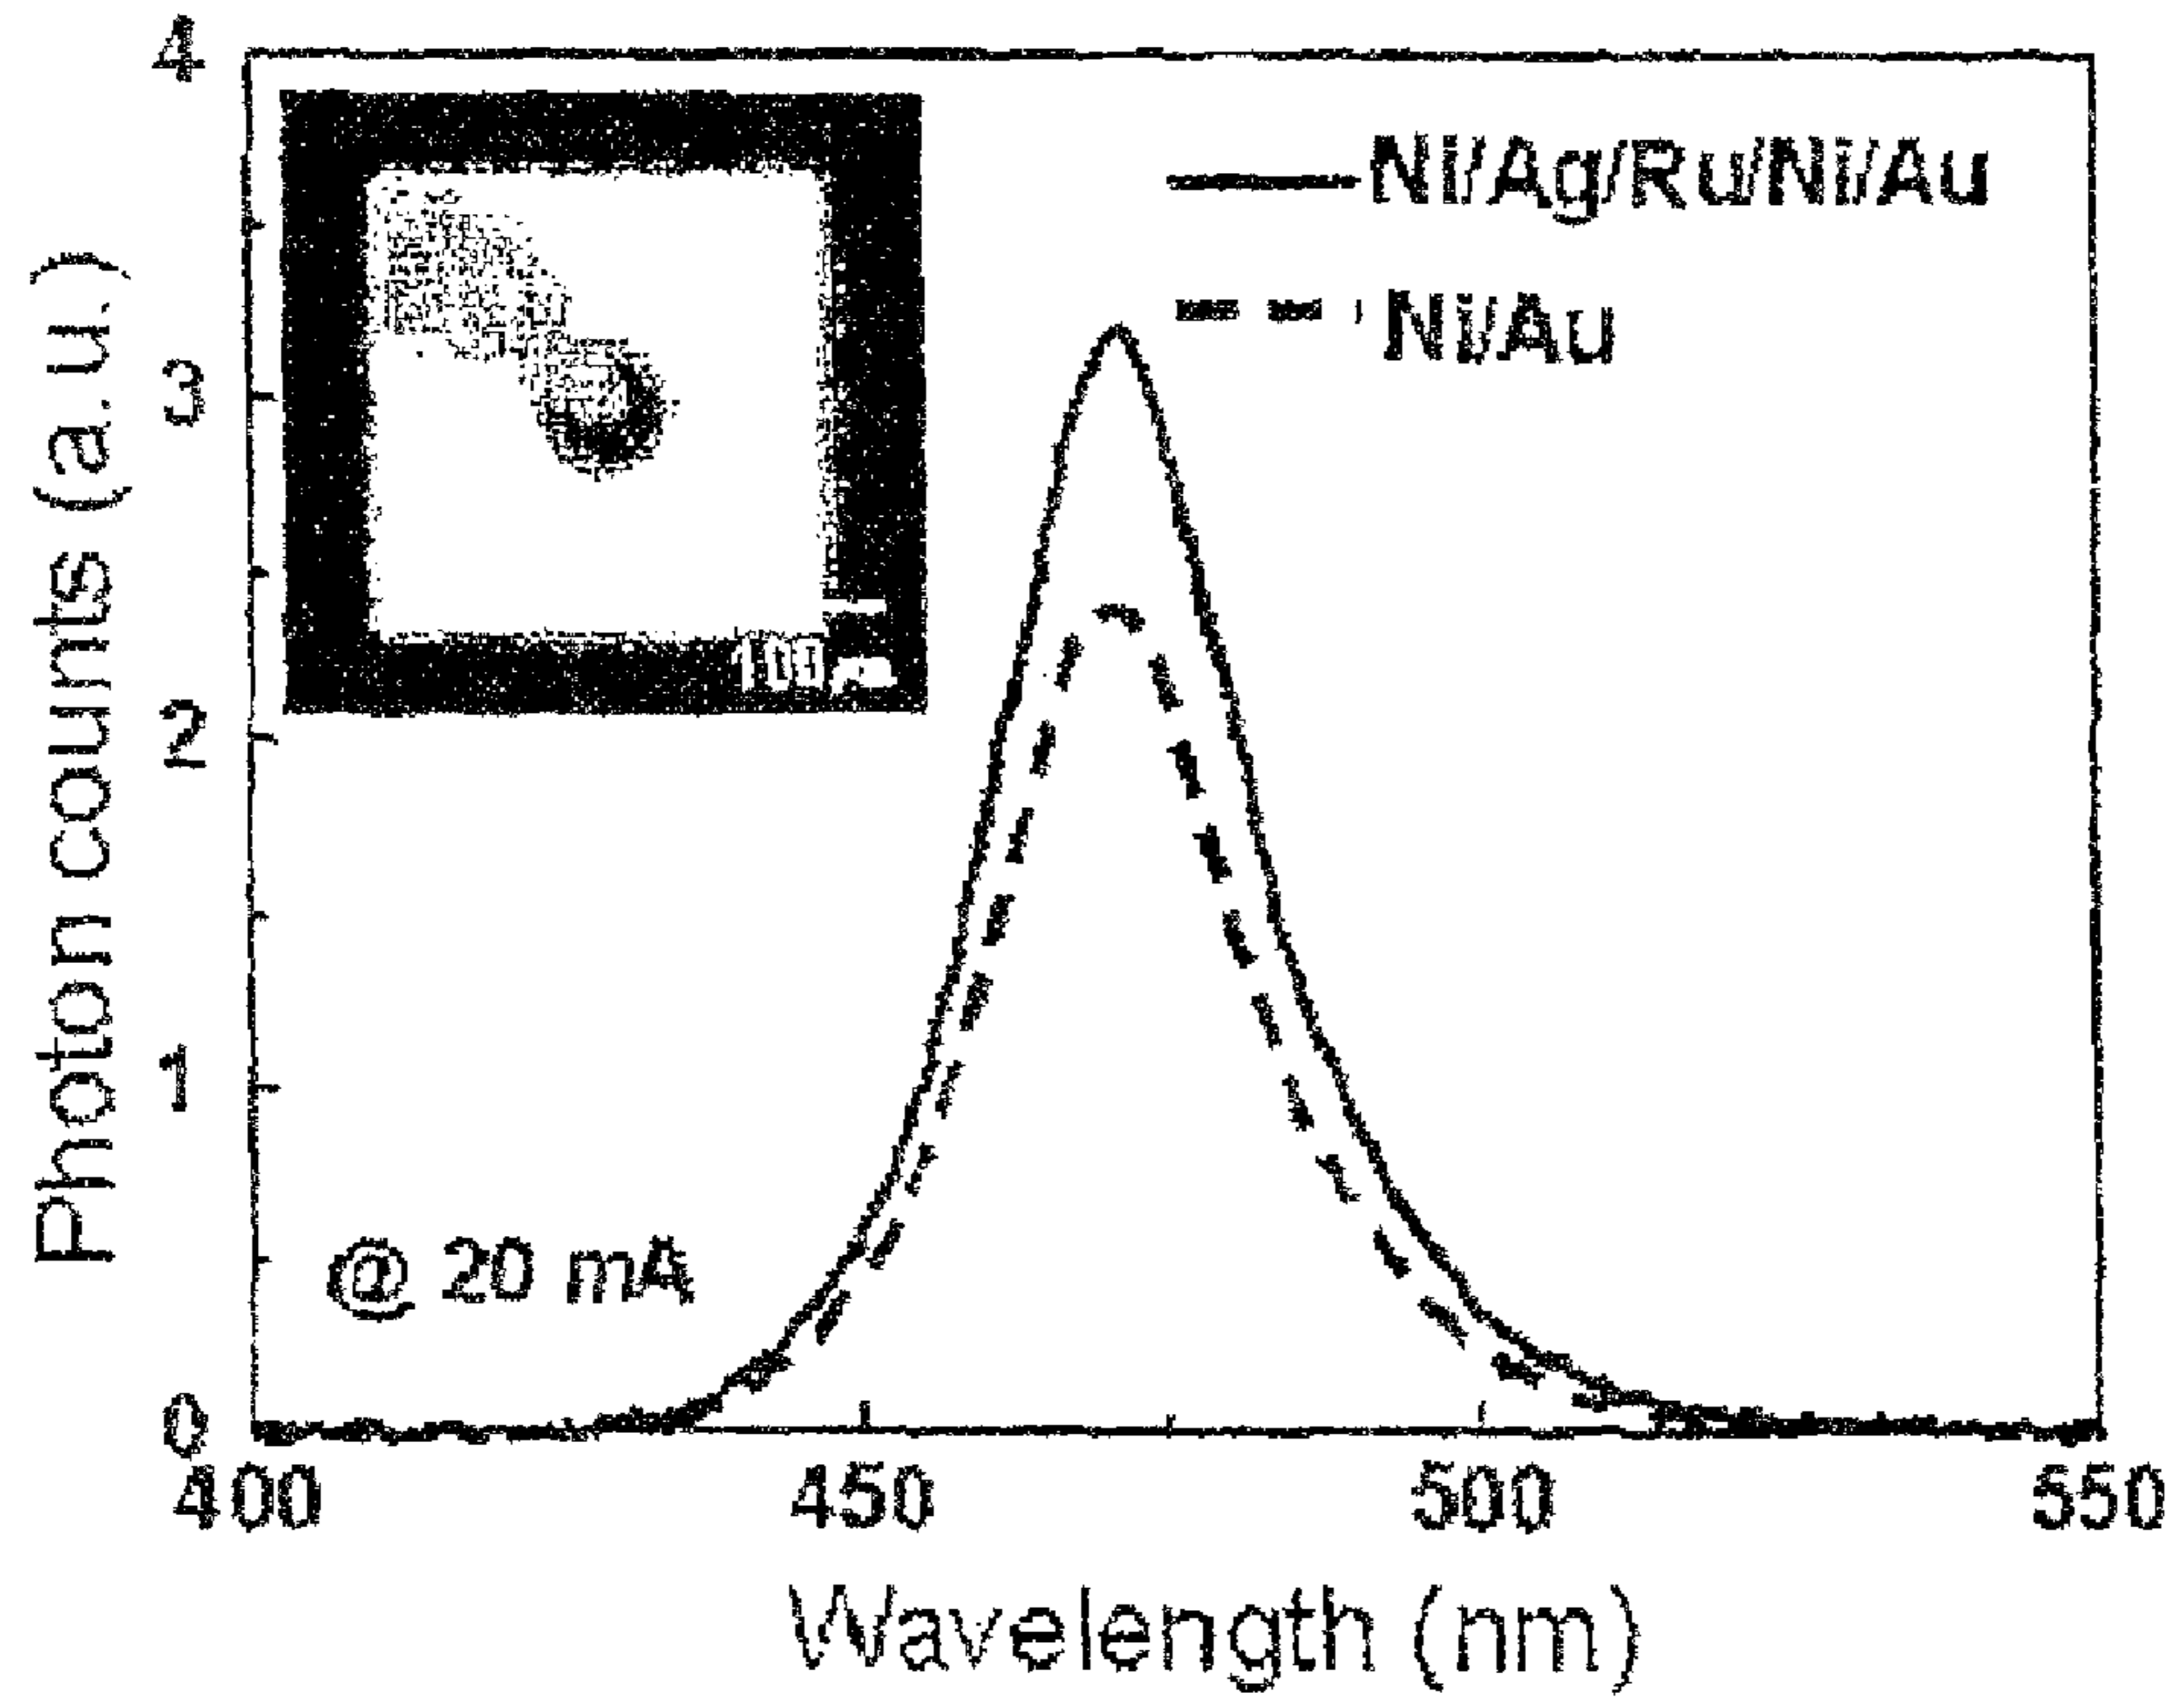 Photon counts (a.u.)
4
3
2
1
0
Ni/Ag/Ru/Ni/Au
Ni/Au
100
@ 20 mA
400 450 500 550
Wavelength (nm)